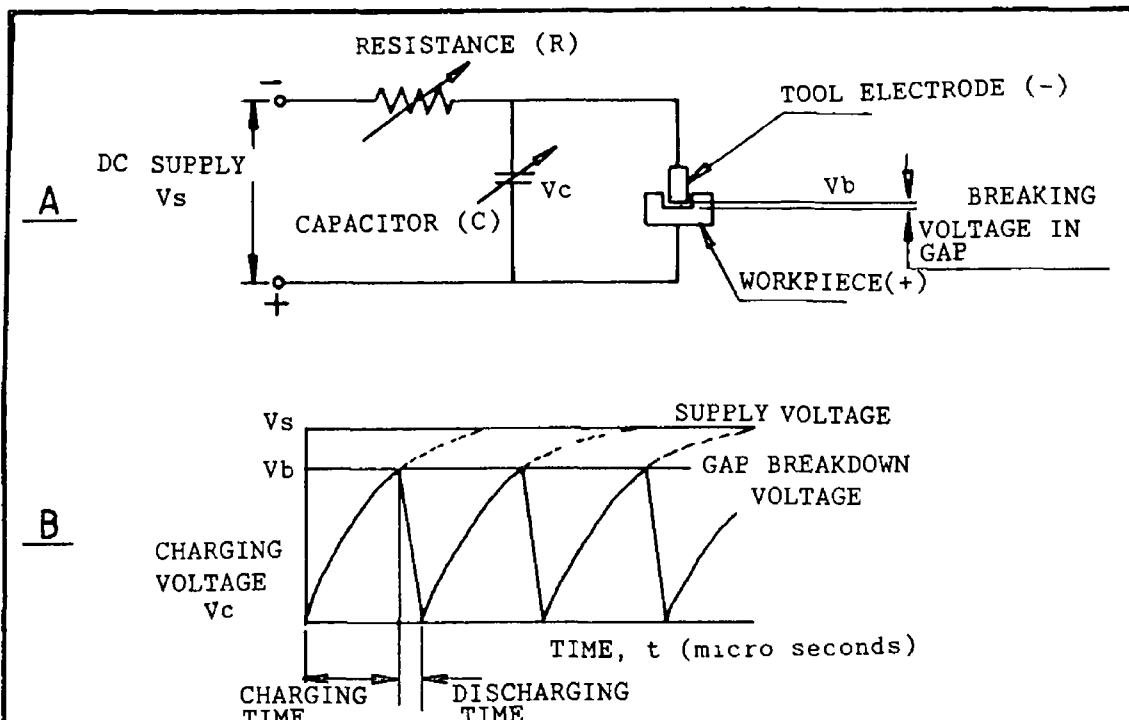 RESISTANCE (R)
−
TOOL ELECTRODE (-)
DC SUPPLY
Vs
A
Vc
Vb
BREAKING
VOLTAGE IN
GAP
CAPACITOR (C)
WORKPIECE(+)
+
Vs
SUPPLY VOLTAGE
Vb
GAP BREAKDOWN
VOLTAGE
B
CHARGING
VOLTAGE
Vc
TIME, t (micro seconds)
CHARGING
TIME
DISCHARGING
TIME